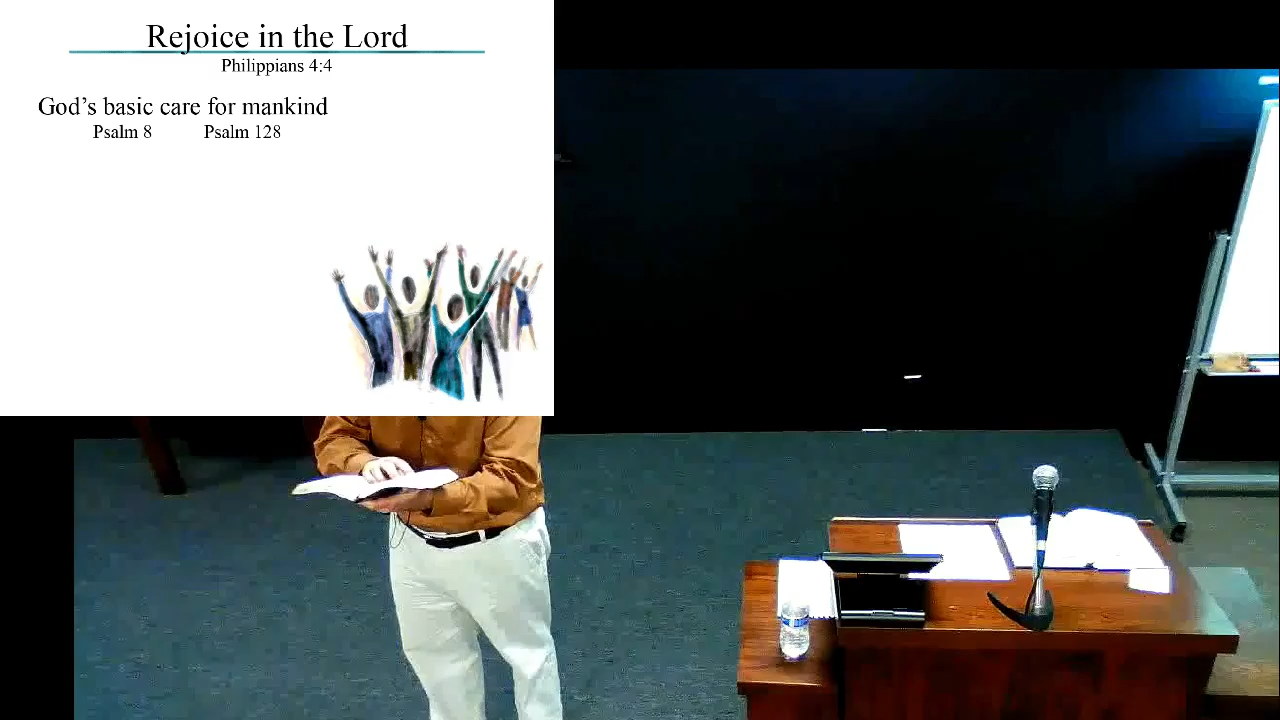 Rejoice in the Lord
Philippians 4:4
God’s basic care for mankind
Psalm 8 Psalm 128